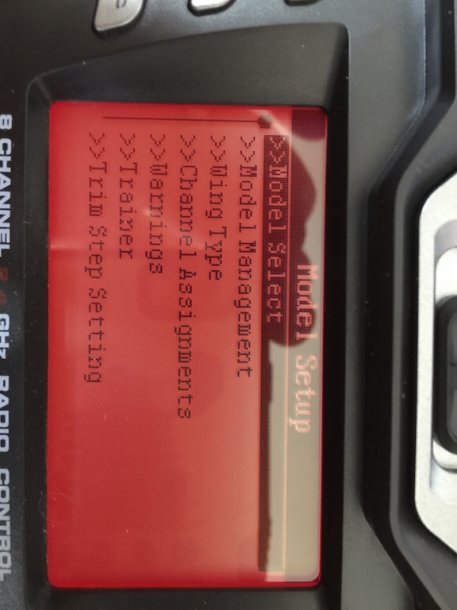 Model Setup
>>Model Select
>>Model Management
>>Wing Type
>>Channel Assignments
>>Warnings
>>Trainer
>>Trim Step Setting
8 CHANNEL 2.4 GHz RADIO CONTROL